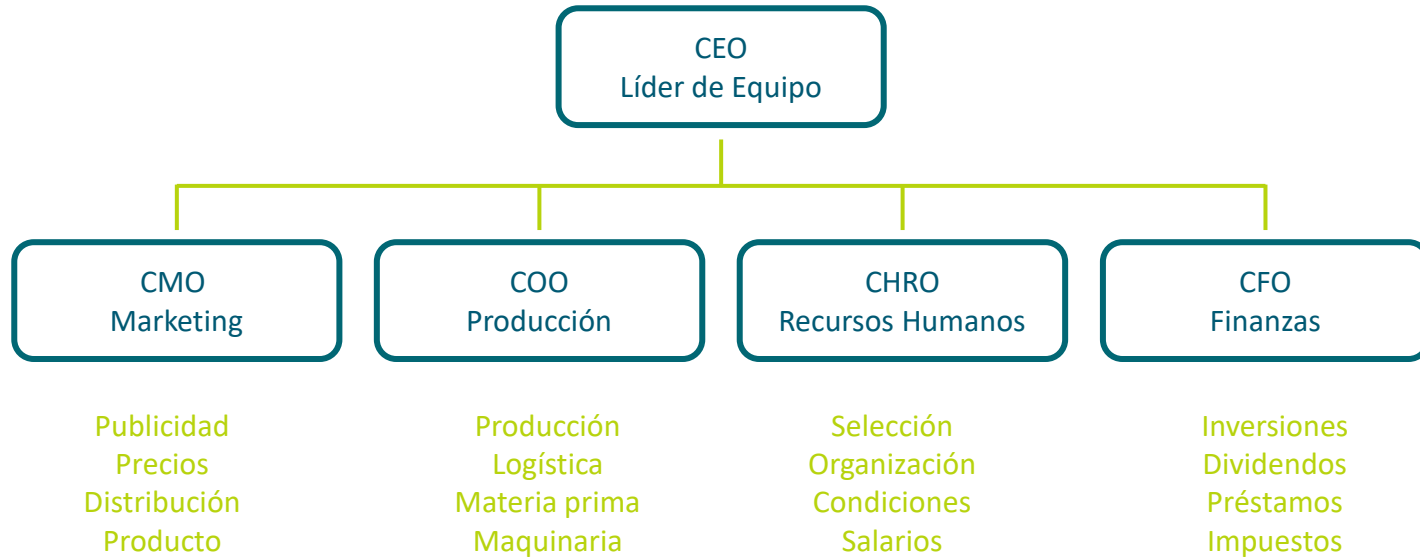 CEO
Líder de Equipo
CMO
Marketing
COO
Producción
CHRO
Recursos Humanos
CFO
Finanzas
Publicidad
Precios
Distribución
Producto
Producción
Logística
Materia prima
Maquinaria
Selección
Organización
Condiciones
Salarios
Inversiones
Dividendos
Préstamos
Impuestos